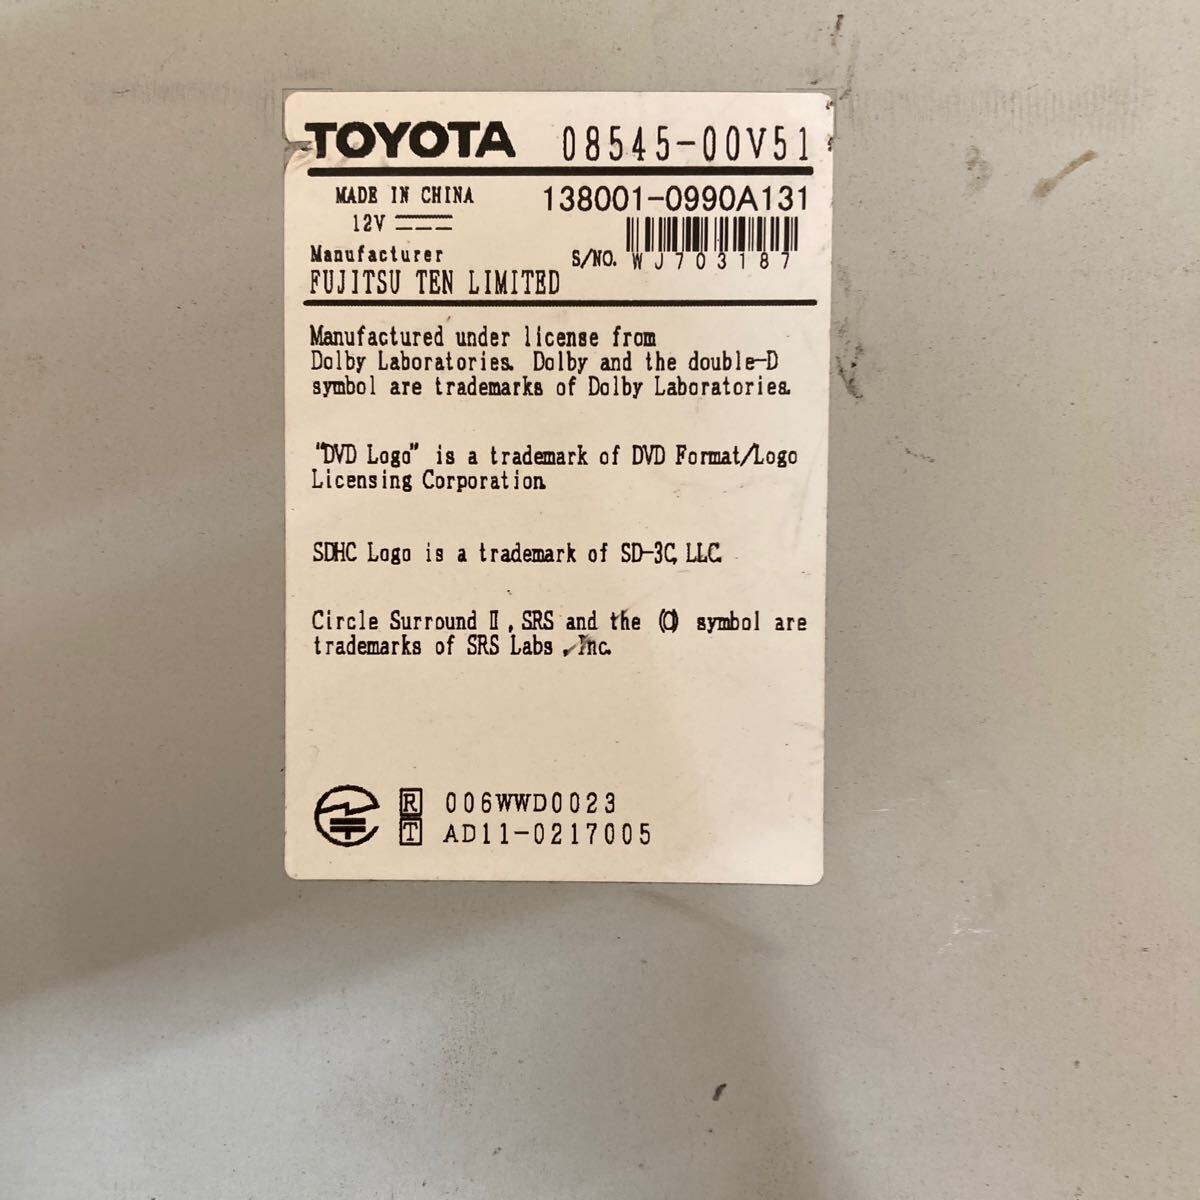 TOYOTA 08545-00V51
MADE IN CHINA 138001-0990A131
12V
Manufacturer S/NO. WJ703187
FUJITSU TEN LIMITED
Manufactured under license from
Dolby Laboratories. Dolby and the double-D
symbol are trademarks of Dolby Laboratories.
"DVD Logo" is a trademark of DVD Format/Logo
Licensing Corporation.
SDHC Logo is a trademark of SD-3C, LLC.
Circle Surround Ⅱ, SRS and the symbol are
trademarks of SRS Labs, Inc.
R 006WWD0023
T AD11-0217005